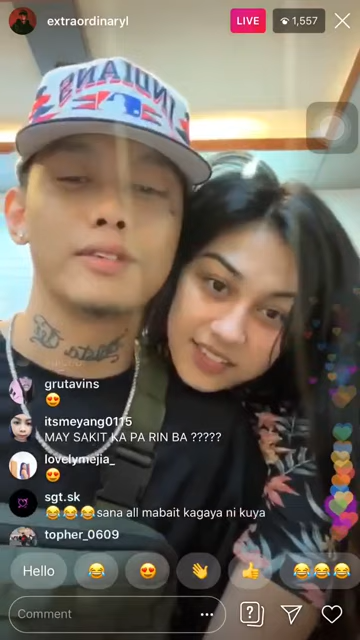 extraordinaryl
LIVE
1,557
INDIANS
grutavins
😍
itsmeyang0115
MAY SAKIT KA PA RIN BA ?????
lovelymejia_
😍
sgt.sk
😂😂😂sana all mabait kagaya ni kuya
topher_0609
Hello
😂
😍
👋
👍
😂😂😂
Comment